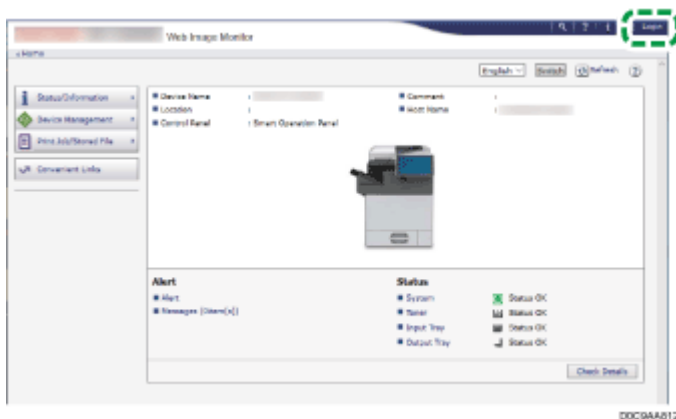 Web Image Monitor
Login
Home
English Switch Refresh
Status/Information
Device Management
Print Job/Stored File
Convenient Links
Device Name :
Location :
Control Panel : Smart Operation Panel
Comment :
Host Name :
Alert
Alert
Messages (0item(s))
Status
System Status OK
Toner Status OK
Input Tray Status OK
Output Tray Status OK
Check Details